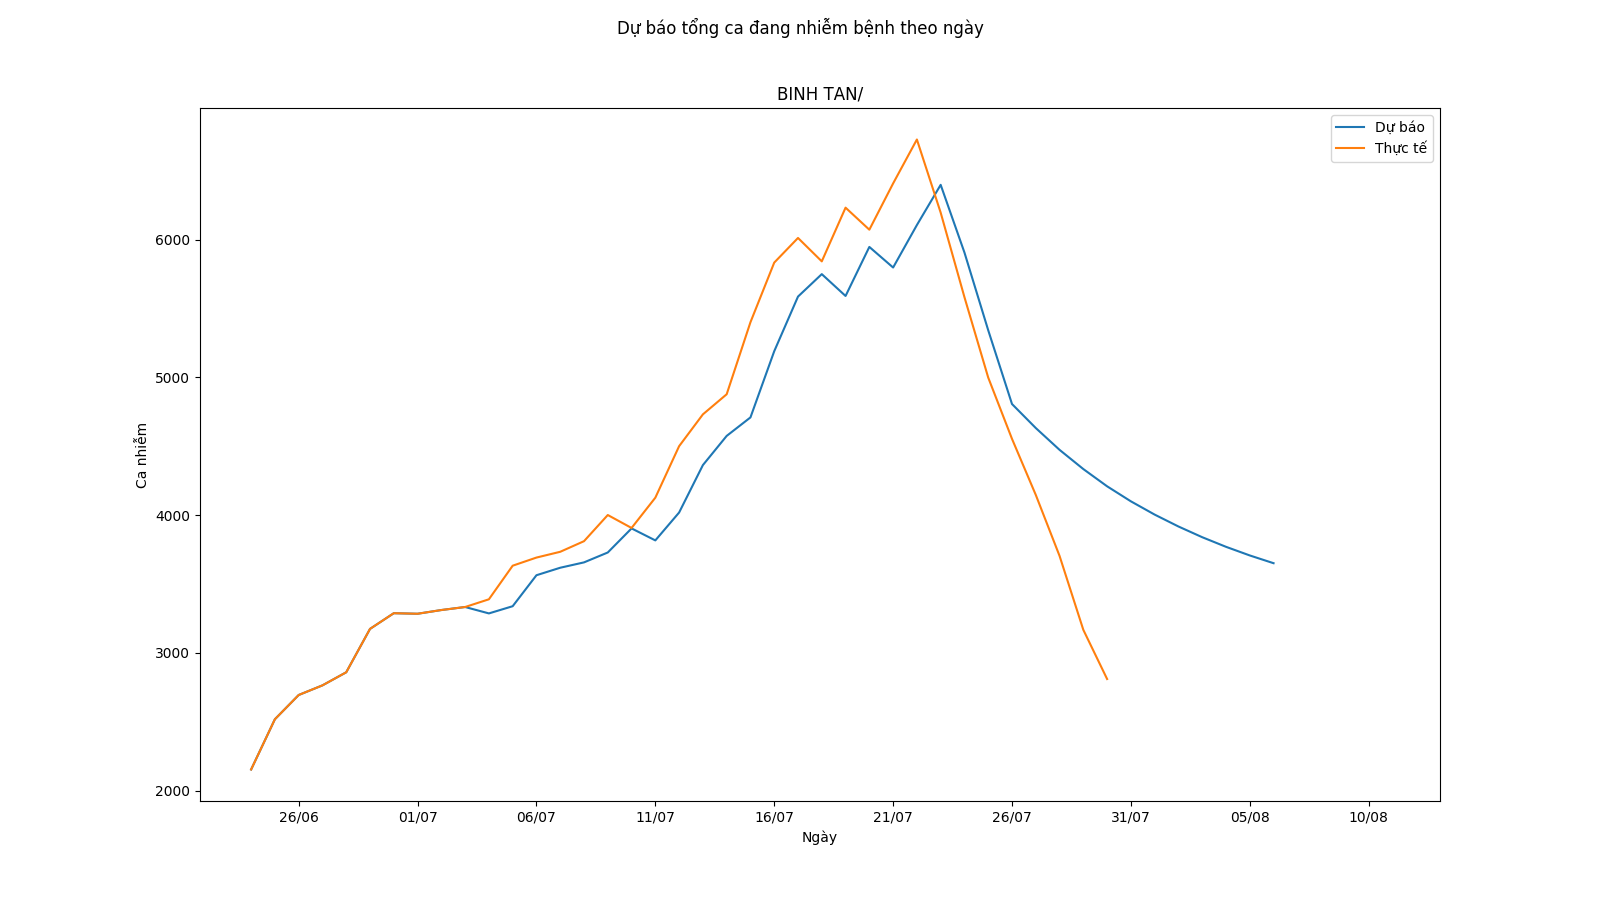 Dự báo tổng ca đang nhiễm bệnh theo ngày
BINH TAN/
Dự báo
Thực tế
6000
5000
4000
3000
2000
Ca nhiễm
26/06 01/07 06/07 11/07 16/07 21/07 26/07 31/07 05/08 10/08
Ngày